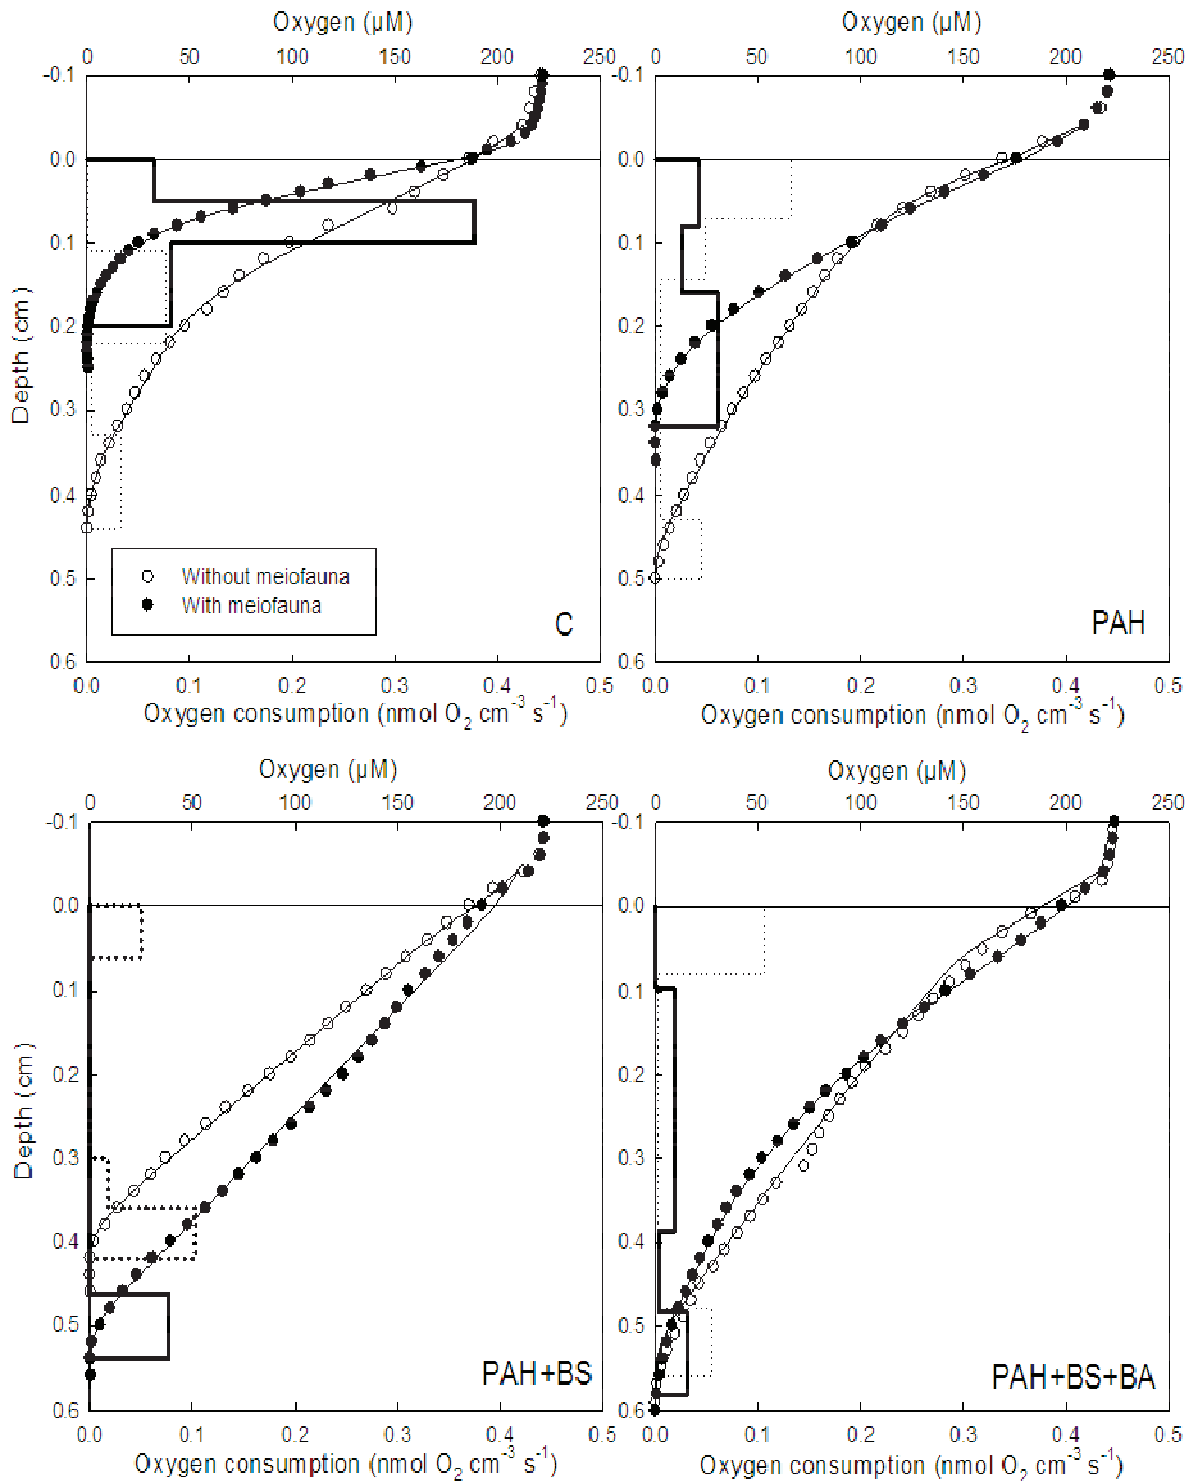 Oxygen (µM)
0 50 100 150 200 250
-0.1
0.0
0.1
0.2
0.3
0.4
0.5
0.6
Depth (cm)
Without meiofauna
With meiofauna
C
0.0 0.1 0.2 0.3 0.4 0.5
Oxygen consumption (nmol O₂ cm⁻³ s⁻¹)
Oxygen (µM)
0 50 100 150 200 250
-0.1
0.0
0.1
0.2
0.3
0.4
0.5
0.6
PAH
0.0 0.1 0.2 0.3 0.4 0.5
Oxygen consumption (nmol O₂ cm⁻³ s⁻¹)
Oxygen (µM)
0 50 100 150 200 250
-0.1
0.0
0.1
0.2
0.3
0.4
0.5
0.6
Depth (cm)
PAH+BS
0.0 0.1 0.2 0.3 0.4 0.5
Oxygen consumption (nmol O₂ cm⁻³ s⁻¹)
Oxygen (µM)
0 50 100 150 200 250
-0.1
0.0
0.1
0.2
0.3
0.4
0.5
0.6
PAH+BS+BA
0.0 0.1 0.2 0.3 0.4 0.5
Oxygen consumption (nmol O₂ cm⁻³ s⁻¹)